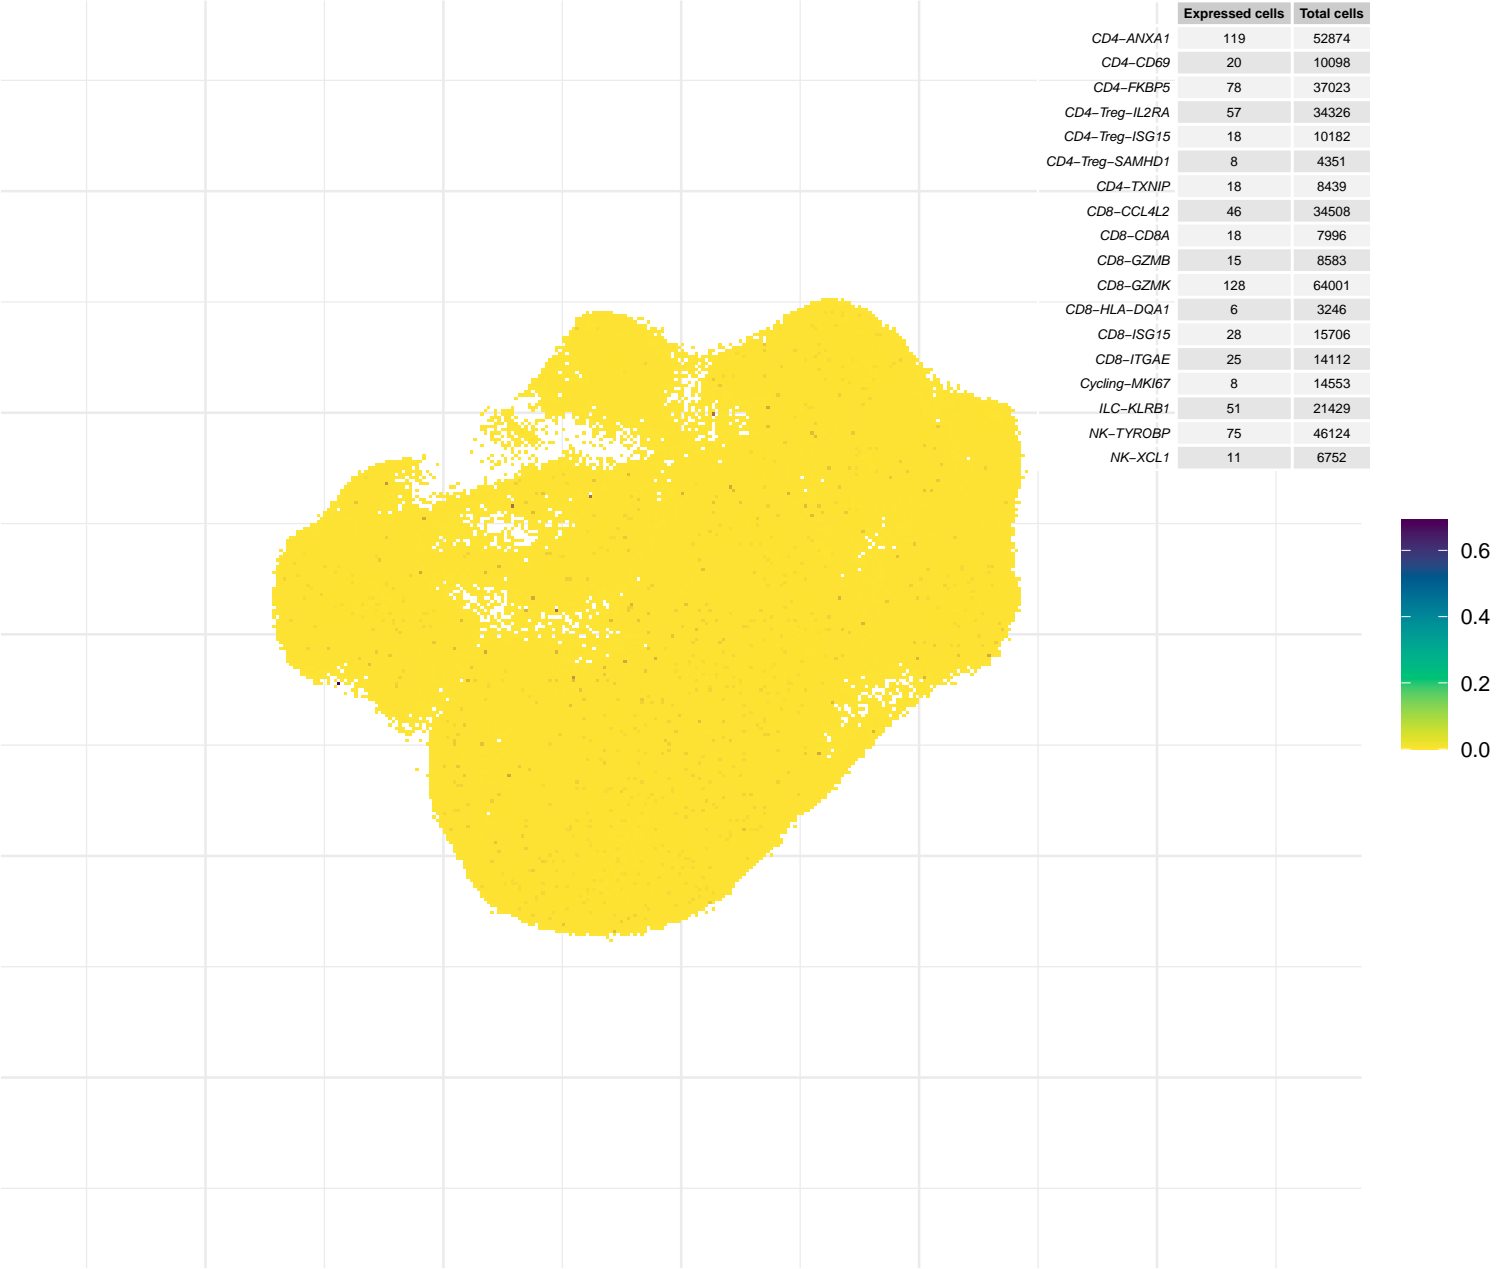 Expressed cells Total cells
CD4−ANXA1 119 52874
CD4−CD69 20 10098
CD4−FKBP5 78 37023
CD4−Treg−IL2RA 57 34326
CD4−Treg−ISG15 18 10182
CD4−Treg−SAMHD1 8 4351
CD4−TXNIP 18 8439
CD8−CCL4L2 46 34508
CD8−CD8A 18 7996
CD8−GZMB 15 8583
CD8−GZMK 128 64001
CD8−HLA−DQA1 6 3246
CD8−ISG15 28 15706
CD8−ITGAE 25 14112
Cycling−MKI67 8 14553
ILC−KLRB1 51 21429
NK−TYROBP 75 46124
NK−XCL1 11 6752
0.6
0.4
0.2
0.0